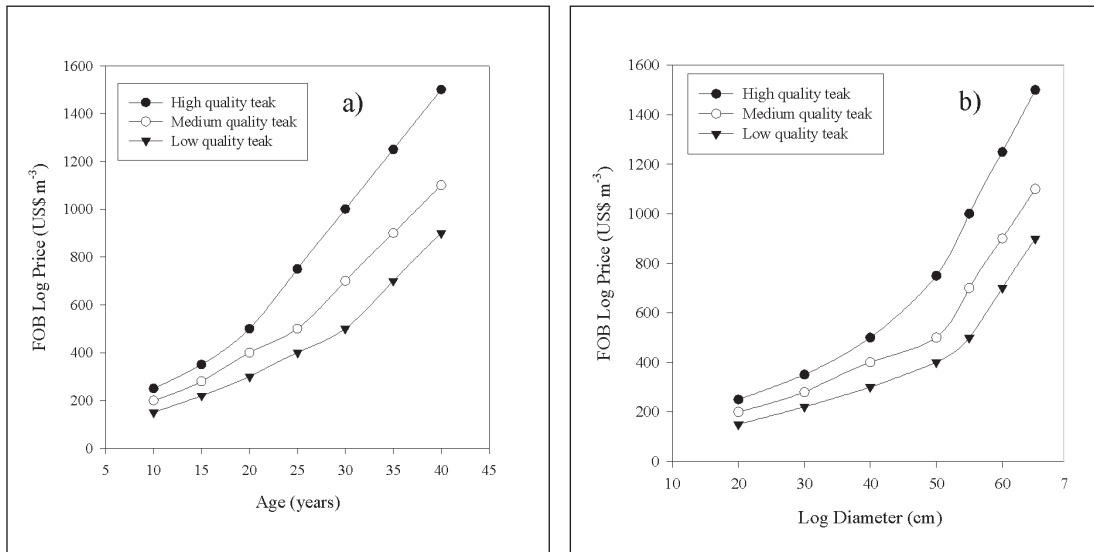 1600
1400
1200
1000
800
600
400
200
0
FOB Log Price (US$ m-3)
High quality teak
Medium quality teak
Low quality teak
a)
5 10 15 20 25 30 35 40 45
Age (years)
1600
1400
1200
1000
800
600
400
200
0
FOB Log Price (US$ m-3)
High quality teak
Medium quality teak
Low quality teak
b)
10 20 30 40 50 60 7
Log Diameter (cm)